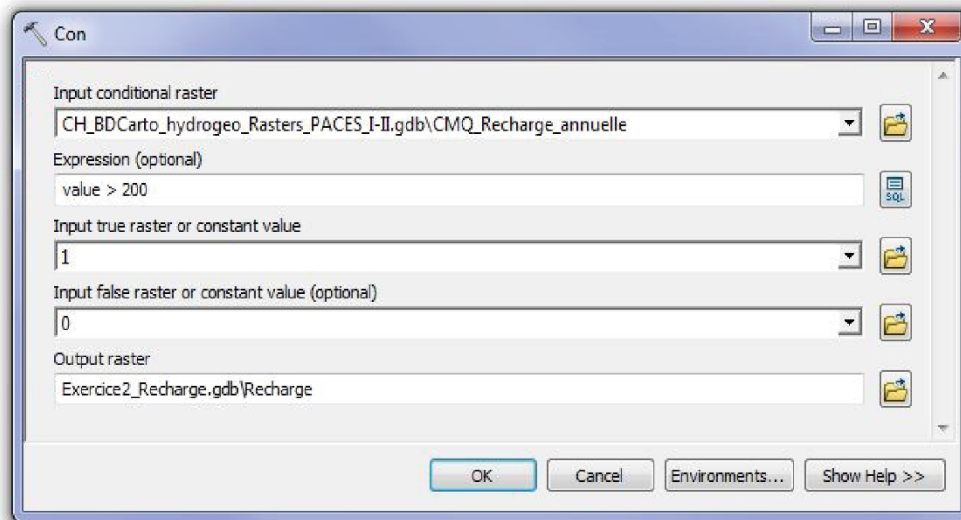 Con
Input conditional raster
CH_BDCarto_hydrogeo_Rasters_PACES_I-II.gdb\CMQ_Recharge_annuelle
Expression (optional)
value > 200
SQL
Input true raster or constant value
1
Input false raster or constant value (optional)
0
Output raster
Exercice2_Recharge.gdb\Recharge
OK
Cancel
Environments...
Show Help >>